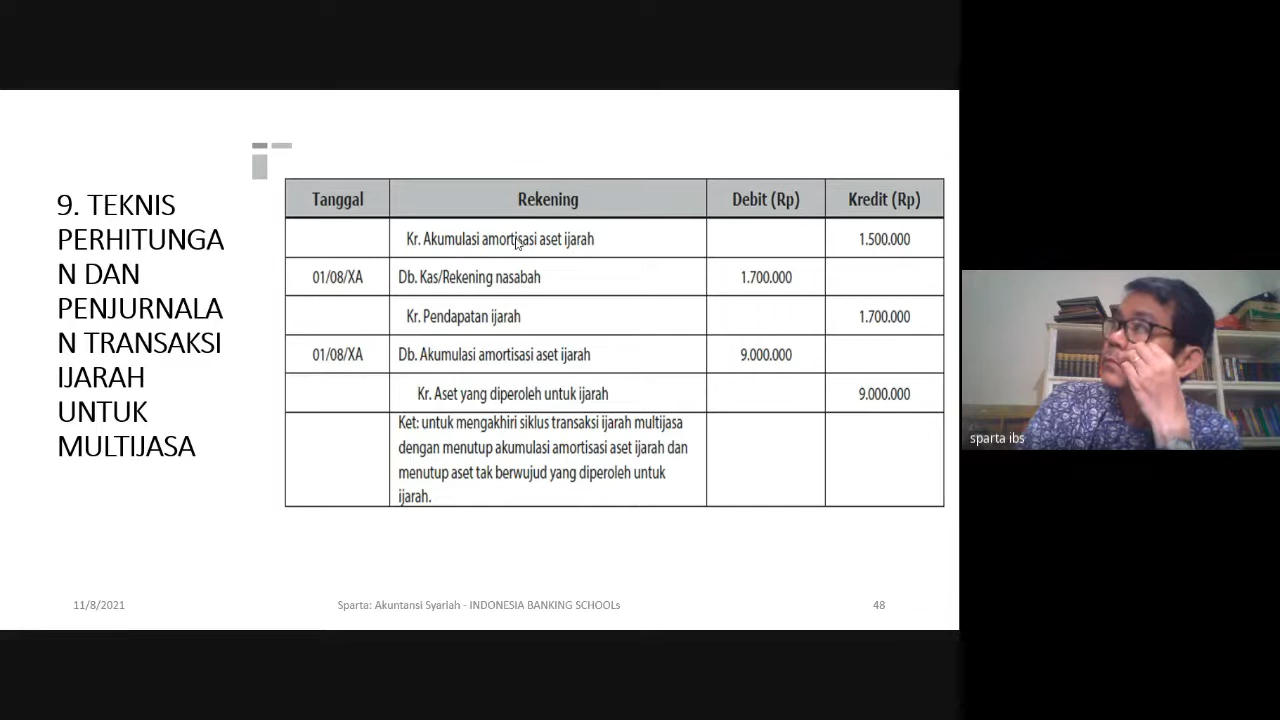 9. TEKNIS
PERHITUNGA
N DAN
PENJURNALA
N TRANSAKSI
IJARAH
UNTUK
MULTIJASA
Tanggal Rekening Debit (Rp) Kredit (Rp)
Kr. Akumulasi amortisasi aset ijarah 1.500.000
01/08/XA Db. Kas/Rekening nasabah 1.700.000
Kr. Pendapatan ijarah 1.700.000
01/08/XA Db. Akumulasi amortisasi aset ijarah 9.000.000
Kr. Aset yang diperoleh untuk ijarah 9.000.000
Ket: untuk mengakhiri siklus transaksi ijarah multijasa
dengan menutup akumulasi amortisasi aset ijarah dan
menutup aset tak berwujud yang diperoleh untuk
ijarah.
11/8/2021 Sparta: Akuntansi Syariah - INDONESIA BANKING SCHOOLs 48
sparta ibs